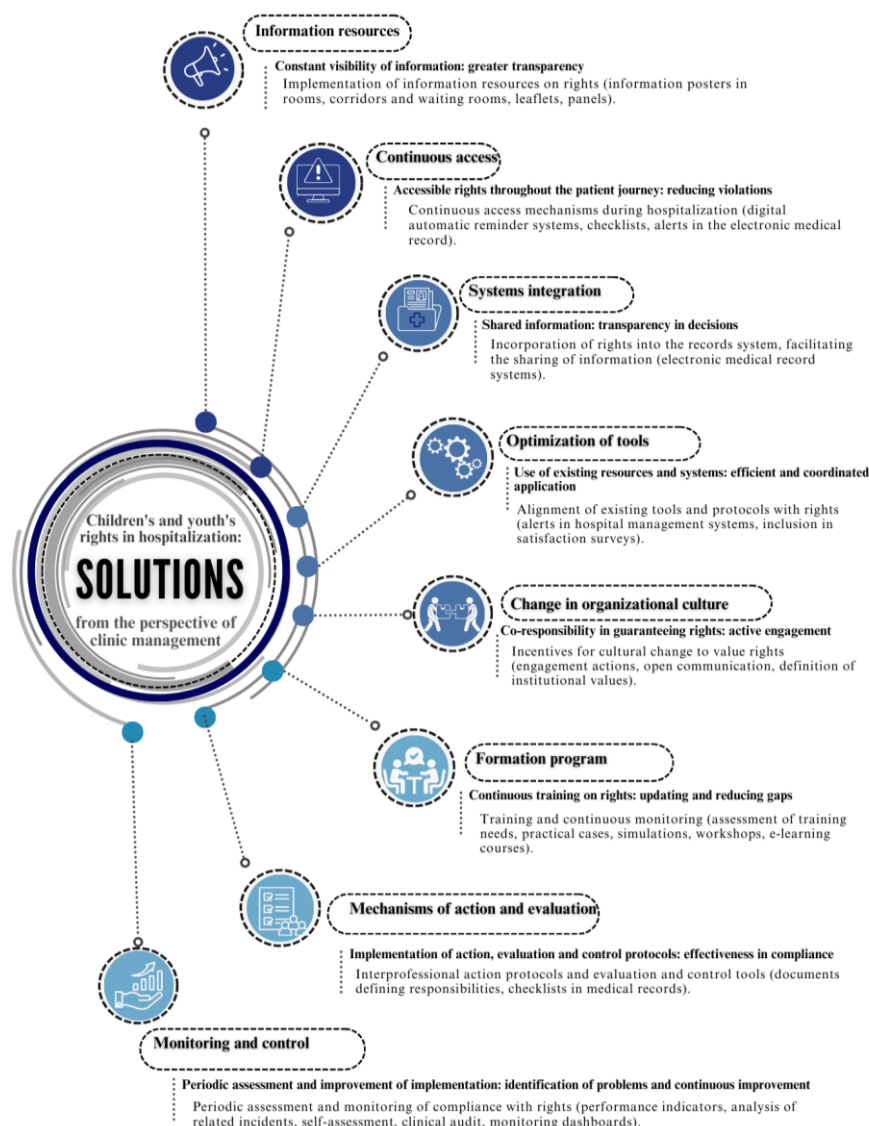 Information resources
Constant visibility of information: greater transparency
Implementation of information resources on rights (information posters in
rooms, corridors and waiting rooms, leaflets, panels).
Continuous access
Accessible rights throughout the patient journey: reducing violations
Continuous access mechanisms during hospitalization (digital
automatic reminder systems, checklists, alerts in the electronic medical
record).
Systems integration
Shared information: transparency in decisions
Incorporation of rights into the records system, facilitating
the sharing of information (electronic medical record
systems).
Optimization of tools
Use of existing resources and systems: efficient and coordinated
application
Alignment of existing tools and protocols with rights
(alerts in hospital management systems, inclusion in
satisfaction surveys).
Children's and youth's
rights in hospitalization:
SOLUTIONS
from the perspective of
clinic management
Change in organizational culture
Co-responsibility in guaranteeing rights: active engagement
Incentives for cultural change to value rights
(engagement actions, open communication, definition of
institutional values).
Formation program
Continuous training on rights: updating and reducing gaps
Training and continuous monitoring (assessment of training
needs, practical cases, simulations, workshops, e-learning
courses).
Mechanisms of action and evaluation
Implementation of action, evaluation and control protocols: effectiveness in compliance
Interprofessional action protocols and evaluation and control tools (documents
defining responsibilities, checklists in medical records).
Monitoring and control
Periodic assessment and improvement of implementation: identification of problems and continuous improvement
Periodic assessment and monitoring of compliance with rights (performance indicators, analysis of
related incidents, self-assessment, clinical audit, monitoring dashboards).